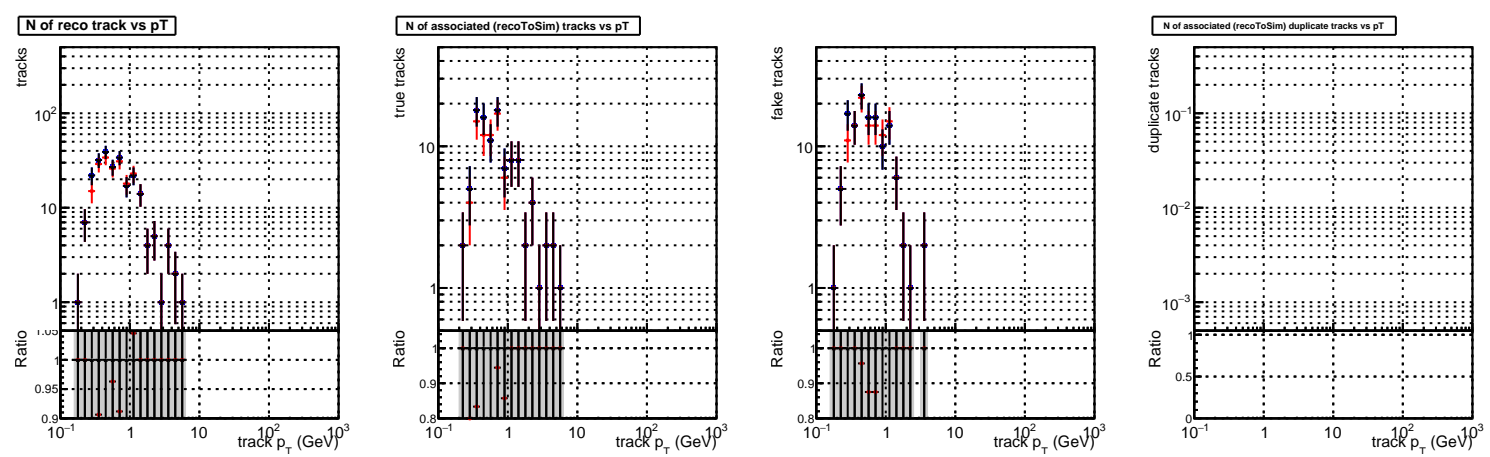 N of reco track vs pT
tracks
10²
10
1
Ratio
1.05
1
0.95
0.9
10⁻¹ 1 10 10² 10³
track p_T (GeV)
N of associated (recoToSim) tracks vs pT
true tracks
10
1
Ratio
1
0.9
0.8
10⁻¹ 1 10 10² 10³
track p_T (GeV)
fake tracks
10
1
Ratio
1
0.9
0.8
10⁻¹ 1 10 10² 10³
track p_T (GeV)
N of associated (recoToSim) duplicate tracks vs pT
duplicate tracks
10⁻¹
10⁻²
10⁻³
Ratio
1
0.5
0
10⁻¹ 1 10 10² 10³
track p_T (GeV)